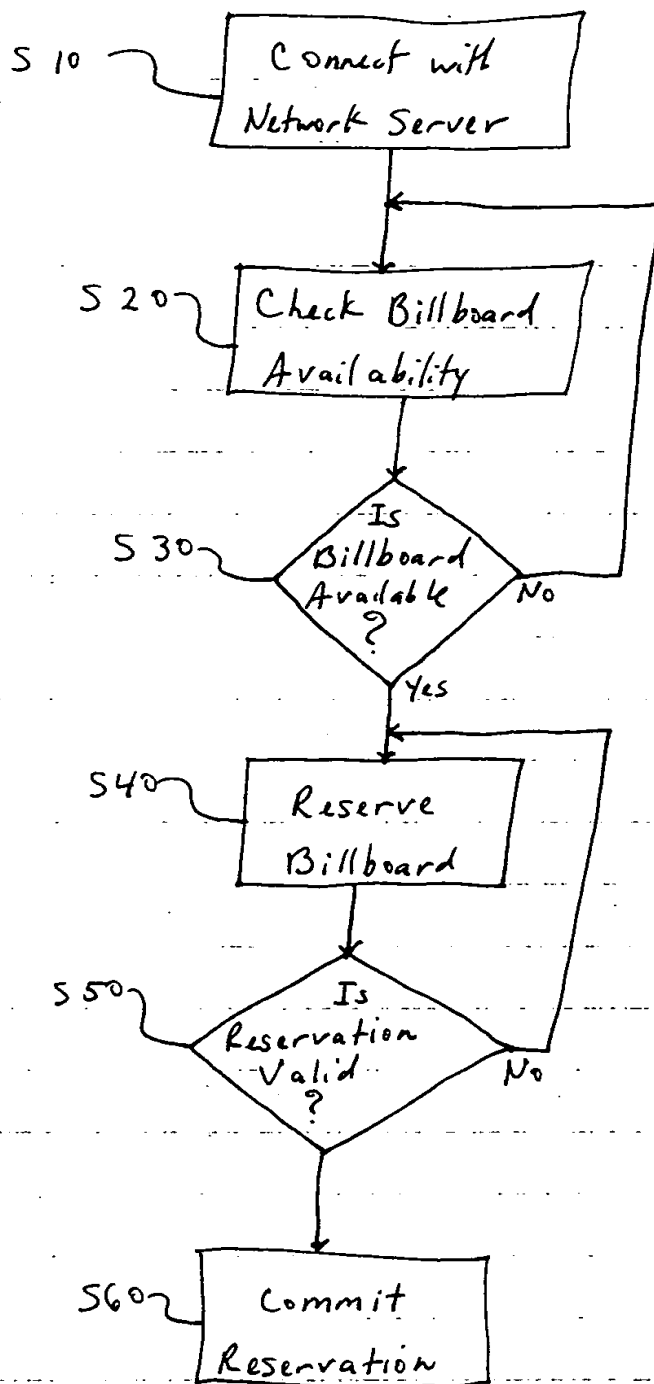 S 10
Connect with
Network Server
S 20
Check Billboard
Availability
S 30
Is
Billboard
Available
?
No
Yes
S40
Reserve
Billboard
S 50
Is
Reservation
Valid
?
No
S60
Commit
Reservation